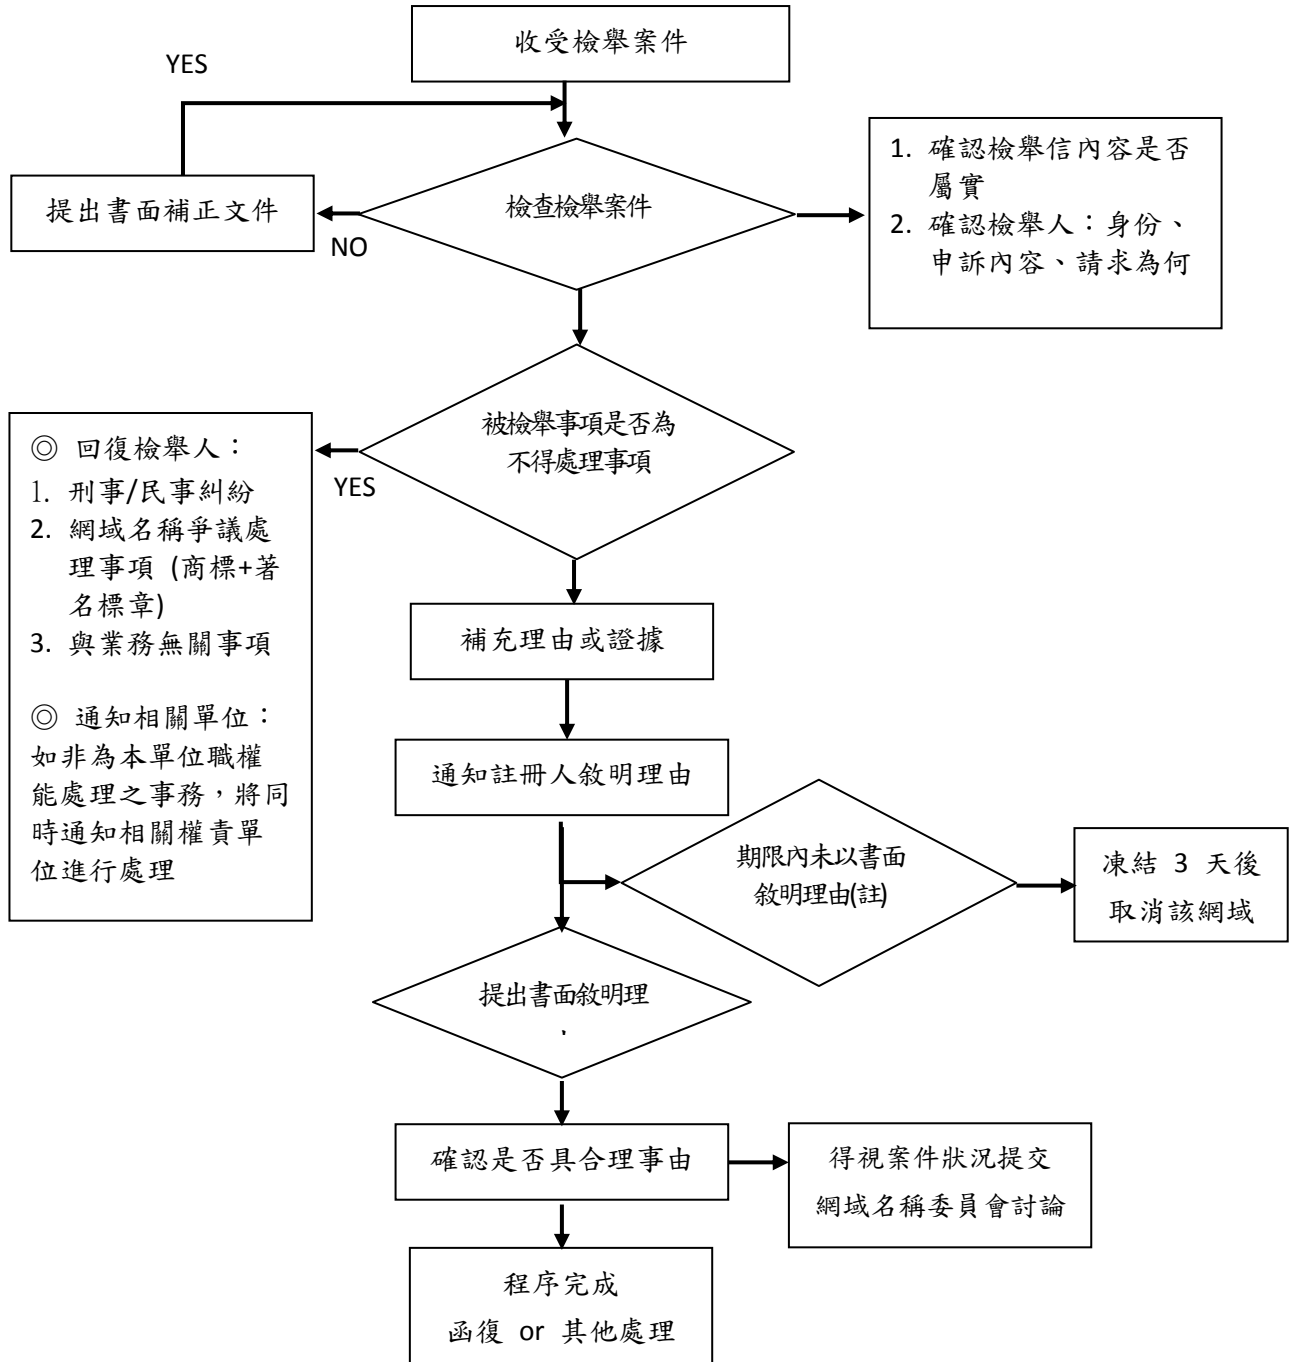 收受檢舉案件
YES
檢查檢舉案件
提出書面補正文件
NO
1. 確認檢舉信內容是否
屬實
2. 確認檢舉人：身份、
申訴內容、請求為何
被檢舉事項是否為
不得處理事項
YES
◎ 回復檢舉人：
1. 刑事/民事糾紛
2. 網域名稱爭議處
理事項 (商標+著
名標章)
3. 與業務無關事項
◎ 通知相關單位：
如非為本單位職權
能處理之事務，將同
時通知相關權責單
位進行處理
補充理由或證據
通知註冊人敘明理由
期限內未以書面
敘明理由(註)
凍結 3 天後
取消該網域
提出書面敘明理
確認是否具合理事由
得視案件狀況提交
網域名稱委員會討論
程序完成
函復 or 其他處理